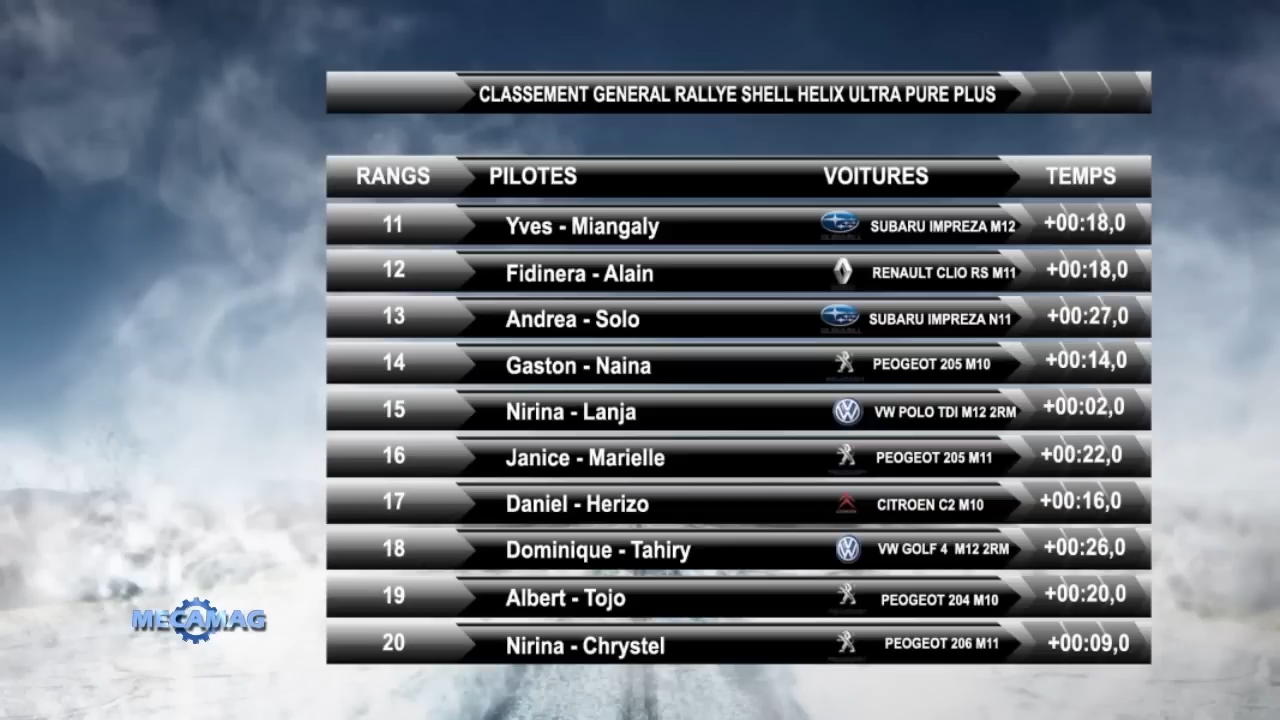 CLASSEMENT GENERAL RALLYE SHELL HELIX ULTRA PURE PLUS
RANGS PILOTES VOITURES TEMPS
11 Yves - Miangaly SUBARU IMPREZA M12 +00:18,0
12 Fidinera - Alain RENAULT CLIO RS M11 +00:18,0
13 Andrea - Solo SUBARU IMPREZA N11 +00:27,0
14 Gaston - Naina PEOGEOT 205 M10 +00:14,0
15 Nirina - Lanja VW POLO TDI M12 2RM +00:02,0
16 Janice - Marielle PEOGEOT 205 M11 +00:22,0
17 Daniel - Herizo CITROEN C2 M10 +00:16,0
18 Dominique - Tahiry VW GOLF 4 M12 2RM +00:26,0
19 Albert - Tojo PEOGEOT 204 M10 +00:20,0
20 Nirina - Chrystel PEOGEOT 206 M11 +00:09,0
MECAMAG